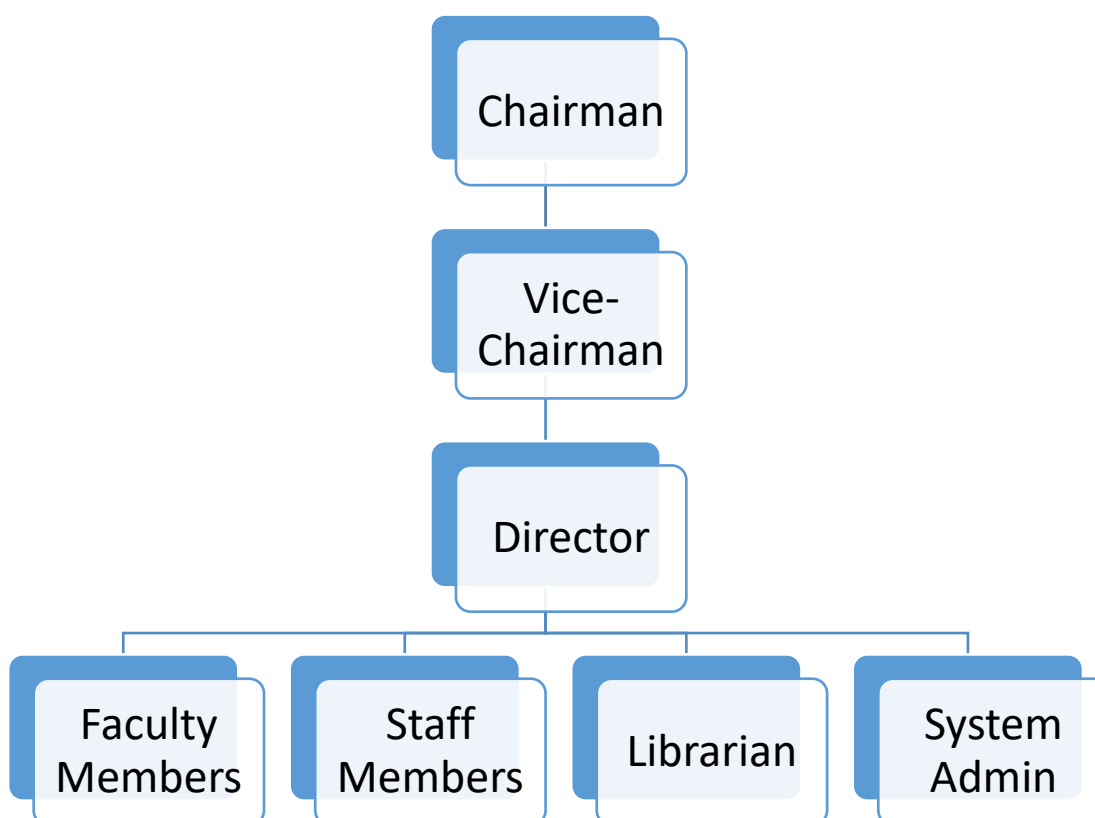 Chairman
Vice-
Chairman
Director
Faculty
Members
Staff
Members
Librarian
System
Admin